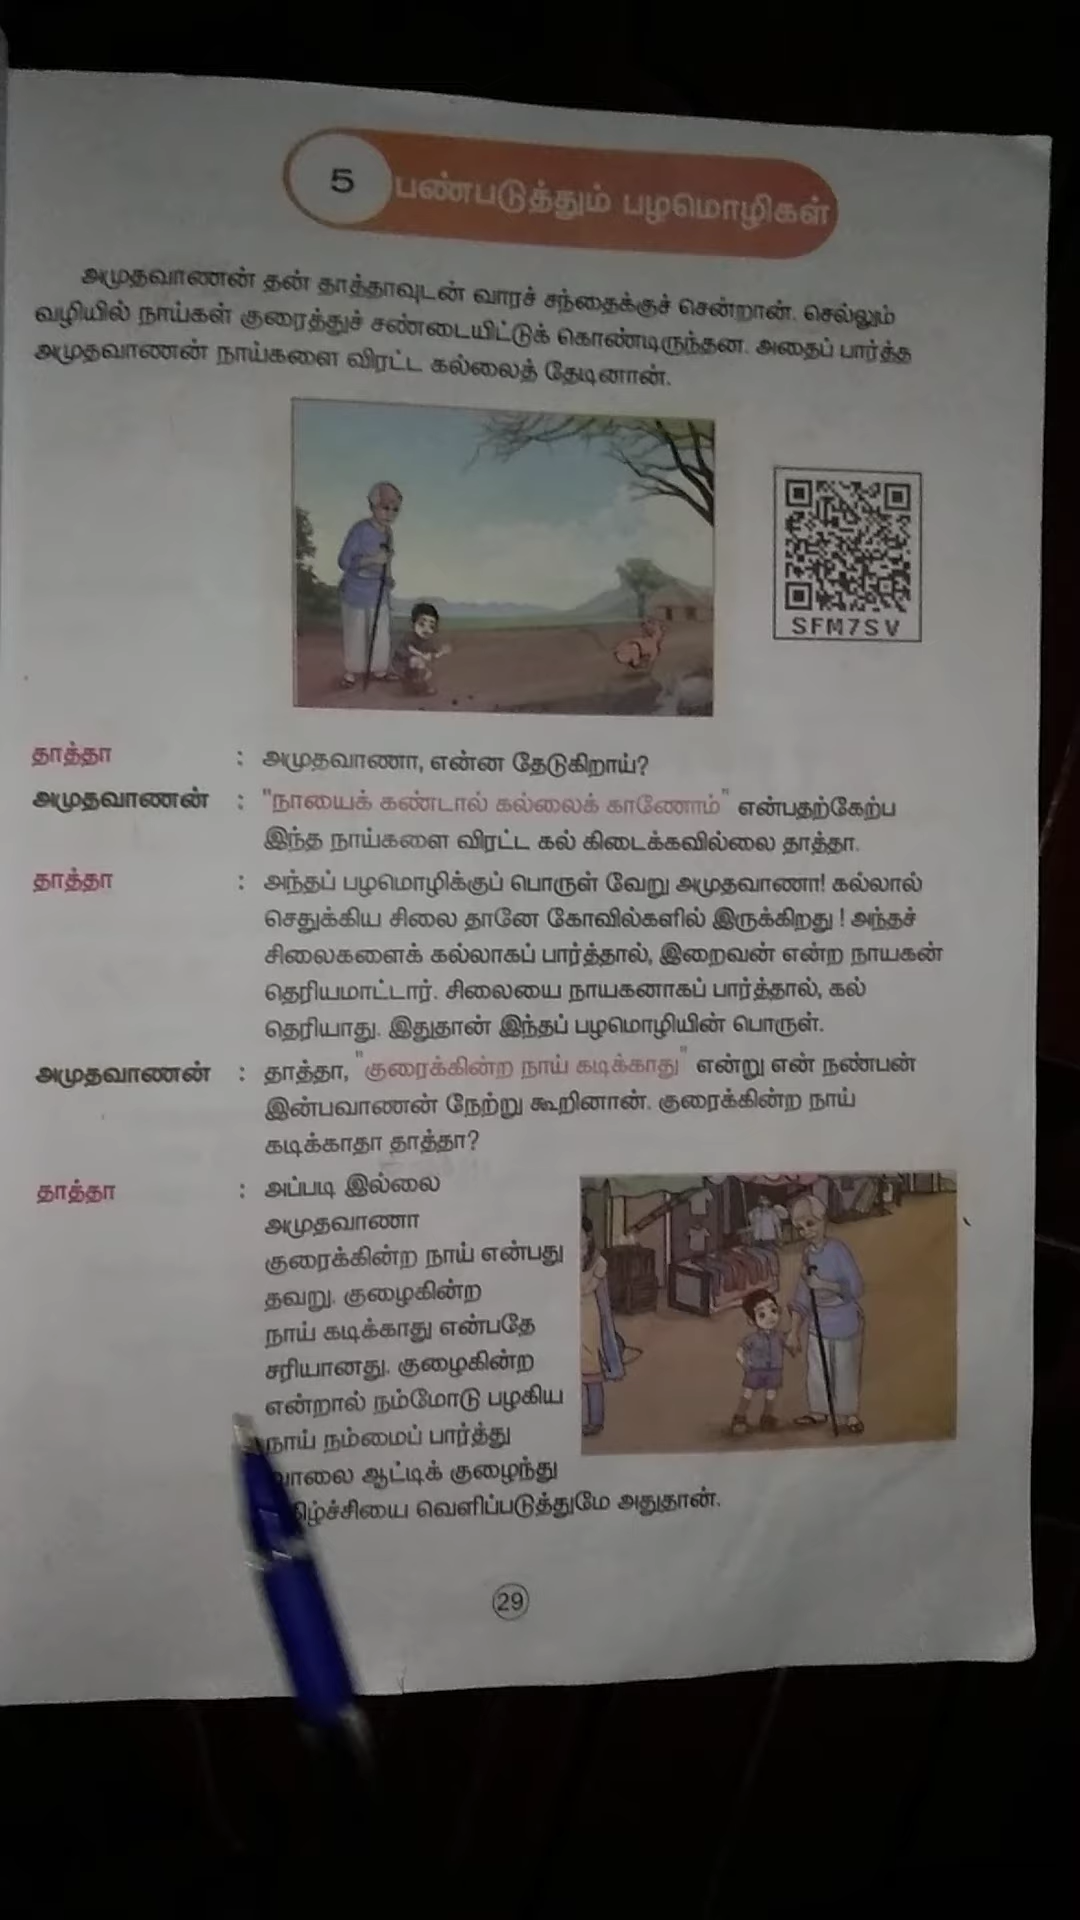 5
பண்படுத்தும் பழமொழிகள்
அமுதவாணன் தன் தாத்தாவுடன் வாரச் சந்தைக்குச் சென்றான். செல்லும்
வழியில் நாய்கள் குரைத்துச் சண்டையிட்டுக் கொண்டிருந்தன. அதைப் பார்த்த
அமுதவாணன் நாய்களை விரட்ட கல்லைத் தேடினான்.
SFM7SV
தாத்தா : அமுதவாணா, என்ன தேடுகிறாய்?
அமுதவாணன் : "நாயைக் கண்டால் கல்லைக் காணோம்" என்பதற்கேற்ப
இந்த நாய்களை விரட்ட கல் கிடைக்கவில்லை தாத்தா.
தாத்தா : அந்தப் பழமொழிக்குப் பொருள் வேறு அமுதவாணா! கல்லால்
செதுக்கிய சிலை தானே கோவில்களில் இருக்கிறது ! அந்தச்
சிலைகளைக் கல்லாகப் பார்த்தால், இறைவன் என்ற நாயகன்
தெரியமாட்டார். சிலையை நாயகனாகப் பார்த்தால், கல்
தெரியாது. இதுதான் இந்தப் பழமொழியின் பொருள்.
அமுதவாணன் : தாத்தா, "குரைக்கின்ற நாய் கடிக்காது" என்று என் நண்பன்
இன்பவாணன் நேற்று கூறினான். குரைக்கின்ற நாய்
கடிக்காதா தாத்தா?
தாத்தா : அப்படி இல்லை
அமுதவாணா
குரைக்கின்ற நாய் என்பது
தவறு. குழைகின்ற
நாய் கடிக்காது என்பதே
சரியானது. குழைகின்ற
என்றால் நம்மோடு பழகிய
நாய் நம்மைப் பார்த்து
ஆட்டிக் குழைந்து
வெளிப்படுத்துமே அதுதான்.
29